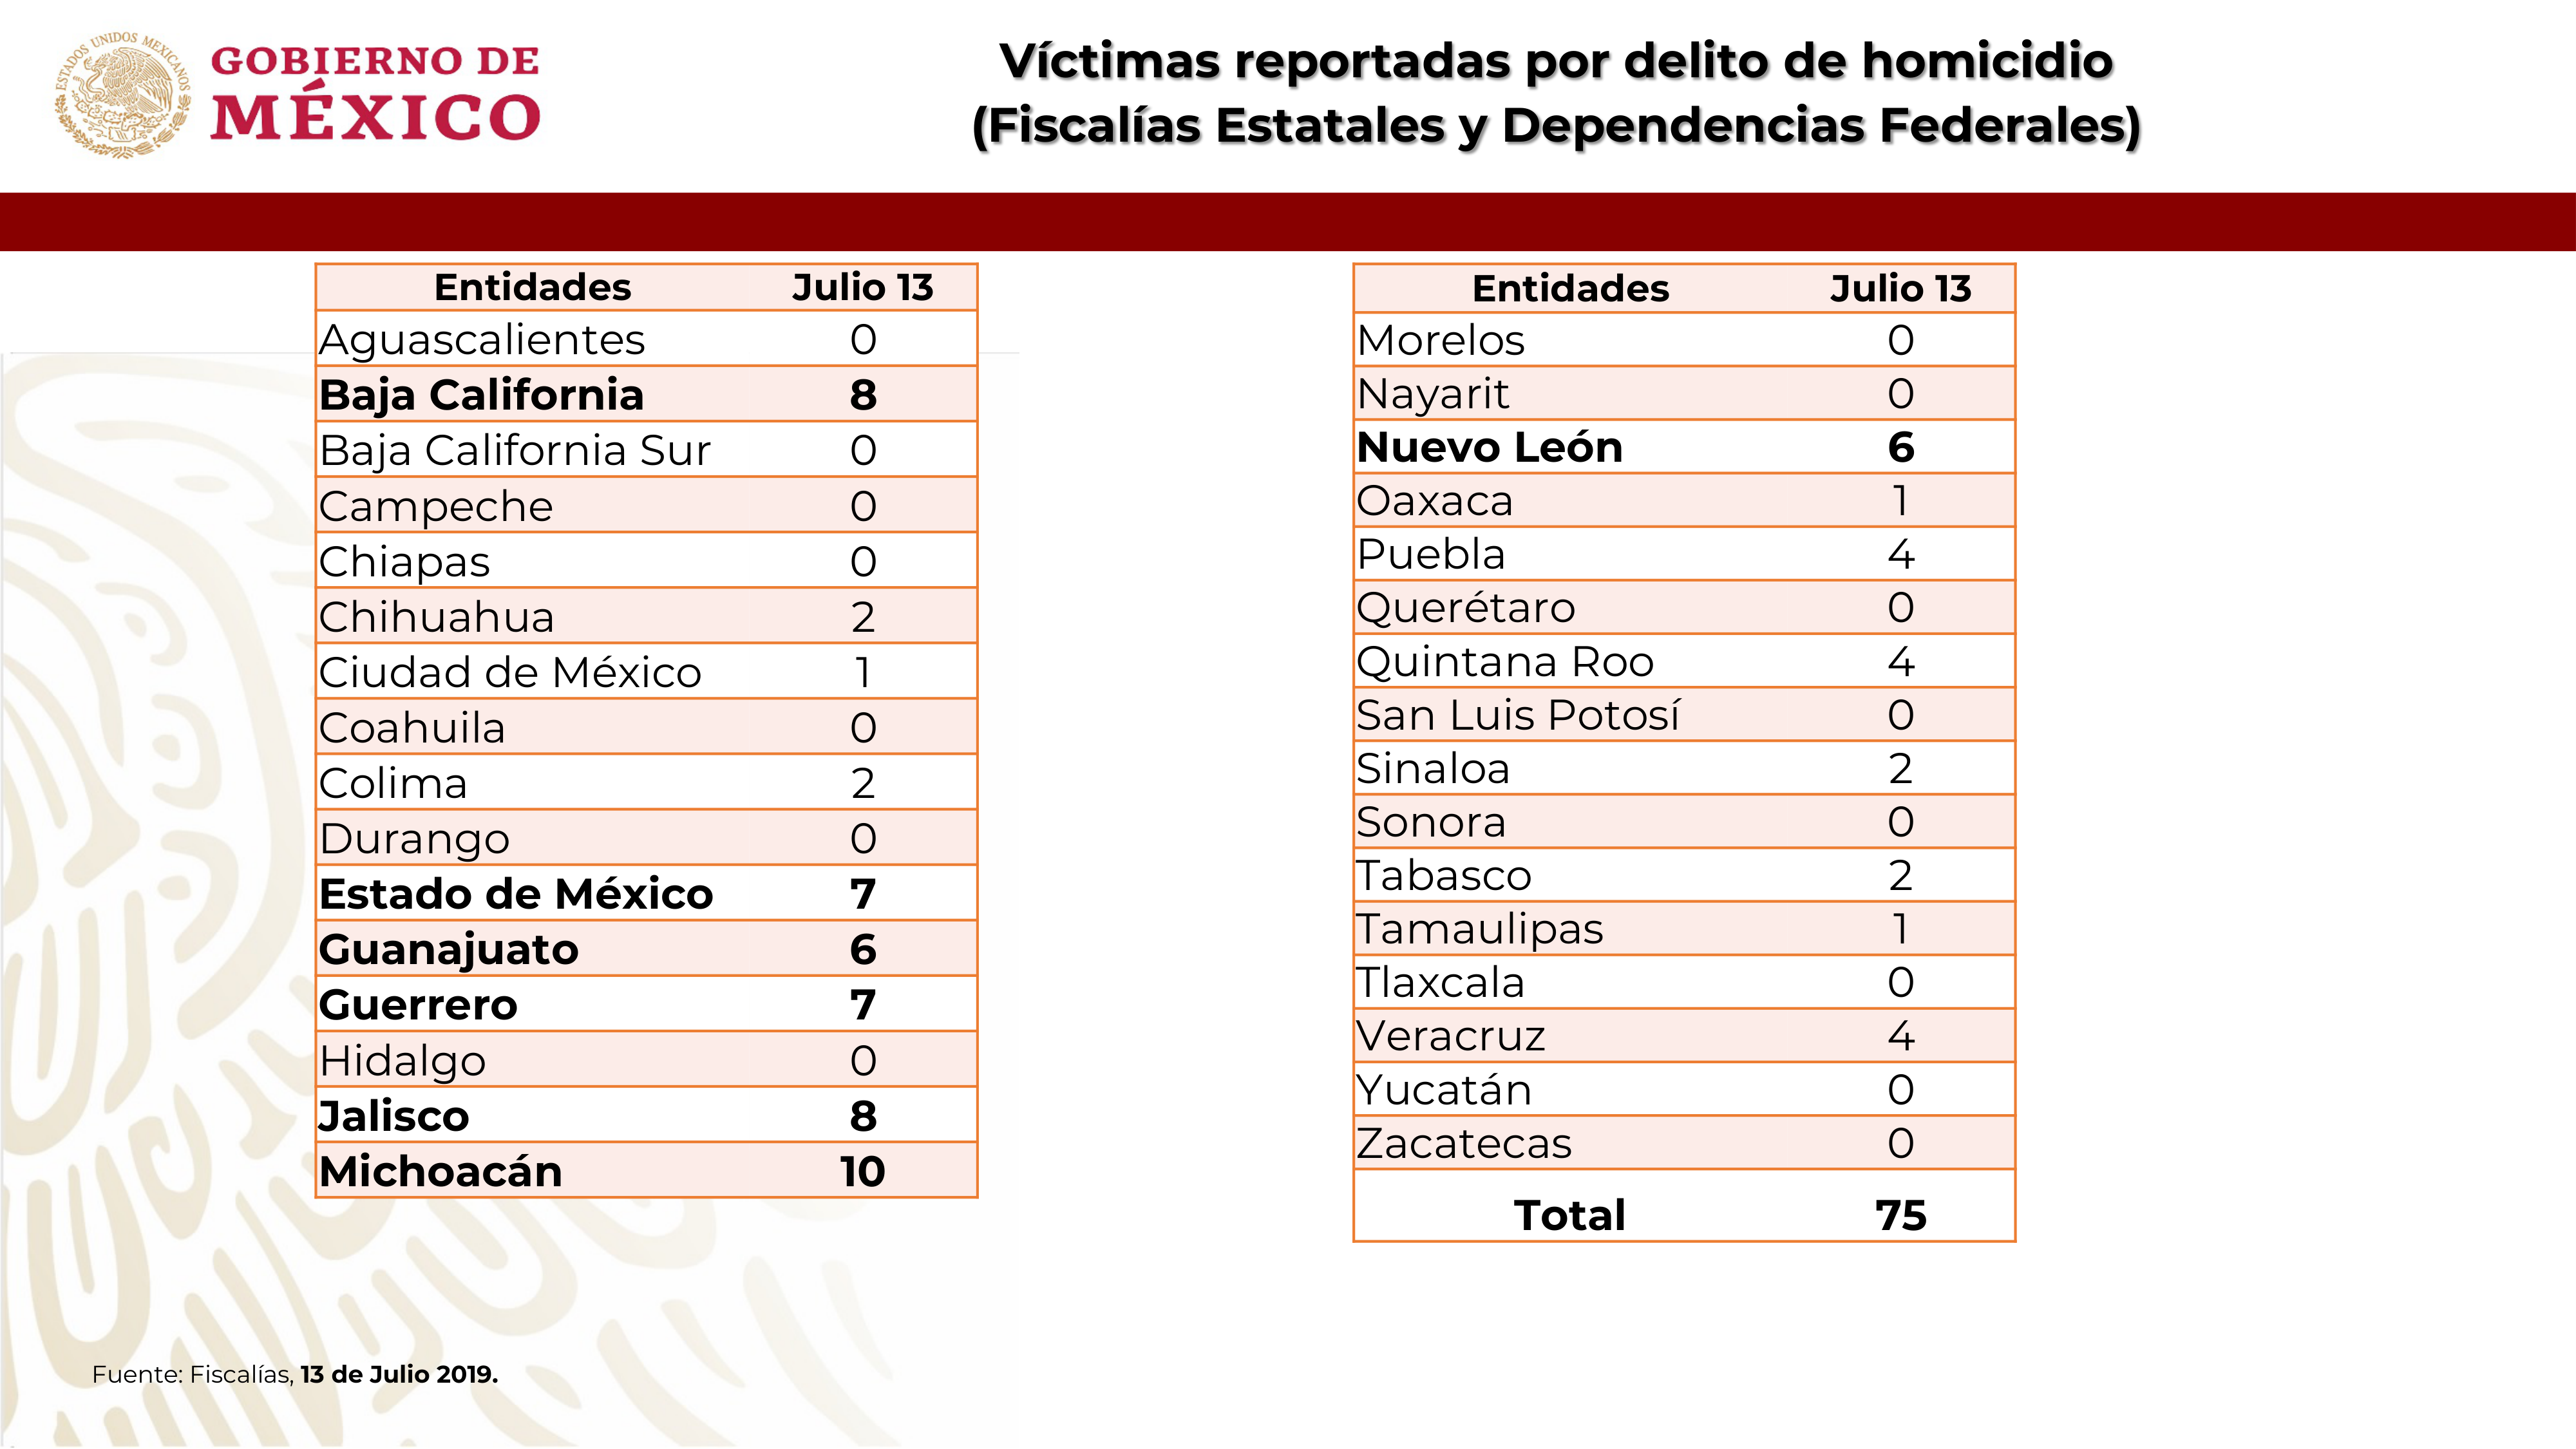 ESTADOS UNIDOS MEXICANOS
GOBIERNO DE
MÉXICO
Víctimas reportadas por delito de homicidio
(Fiscalías Estatales y Dependencias Federales)
Entidades Julio 13
Aguascalientes 0
Baja California 8
Baja California Sur 0
Campeche 0
Chiapas 0
Chihuahua 2
Ciudad de México 1
Coahuila 0
Colima 2
Durango 0
Estado de México 7
Guanajuato 6
Guerrero 7
Hidalgo 0
Jalisco 8
Michoacán 10
Entidades Julio 13
Morelos 0
Nayarit 0
Nuevo León 6
Oaxaca 1
Puebla 4
Querétaro 0
Quintana Roo 4
San Luis Potosí 0
Sinaloa 2
Sonora 0
Tabasco 2
Tamaulipas 1
Tlaxcala 0
Veracruz 4
Yucatán 0
Zacatecas 0
Total 75
Fuente: Fiscalías, 13 de Julio 2019.